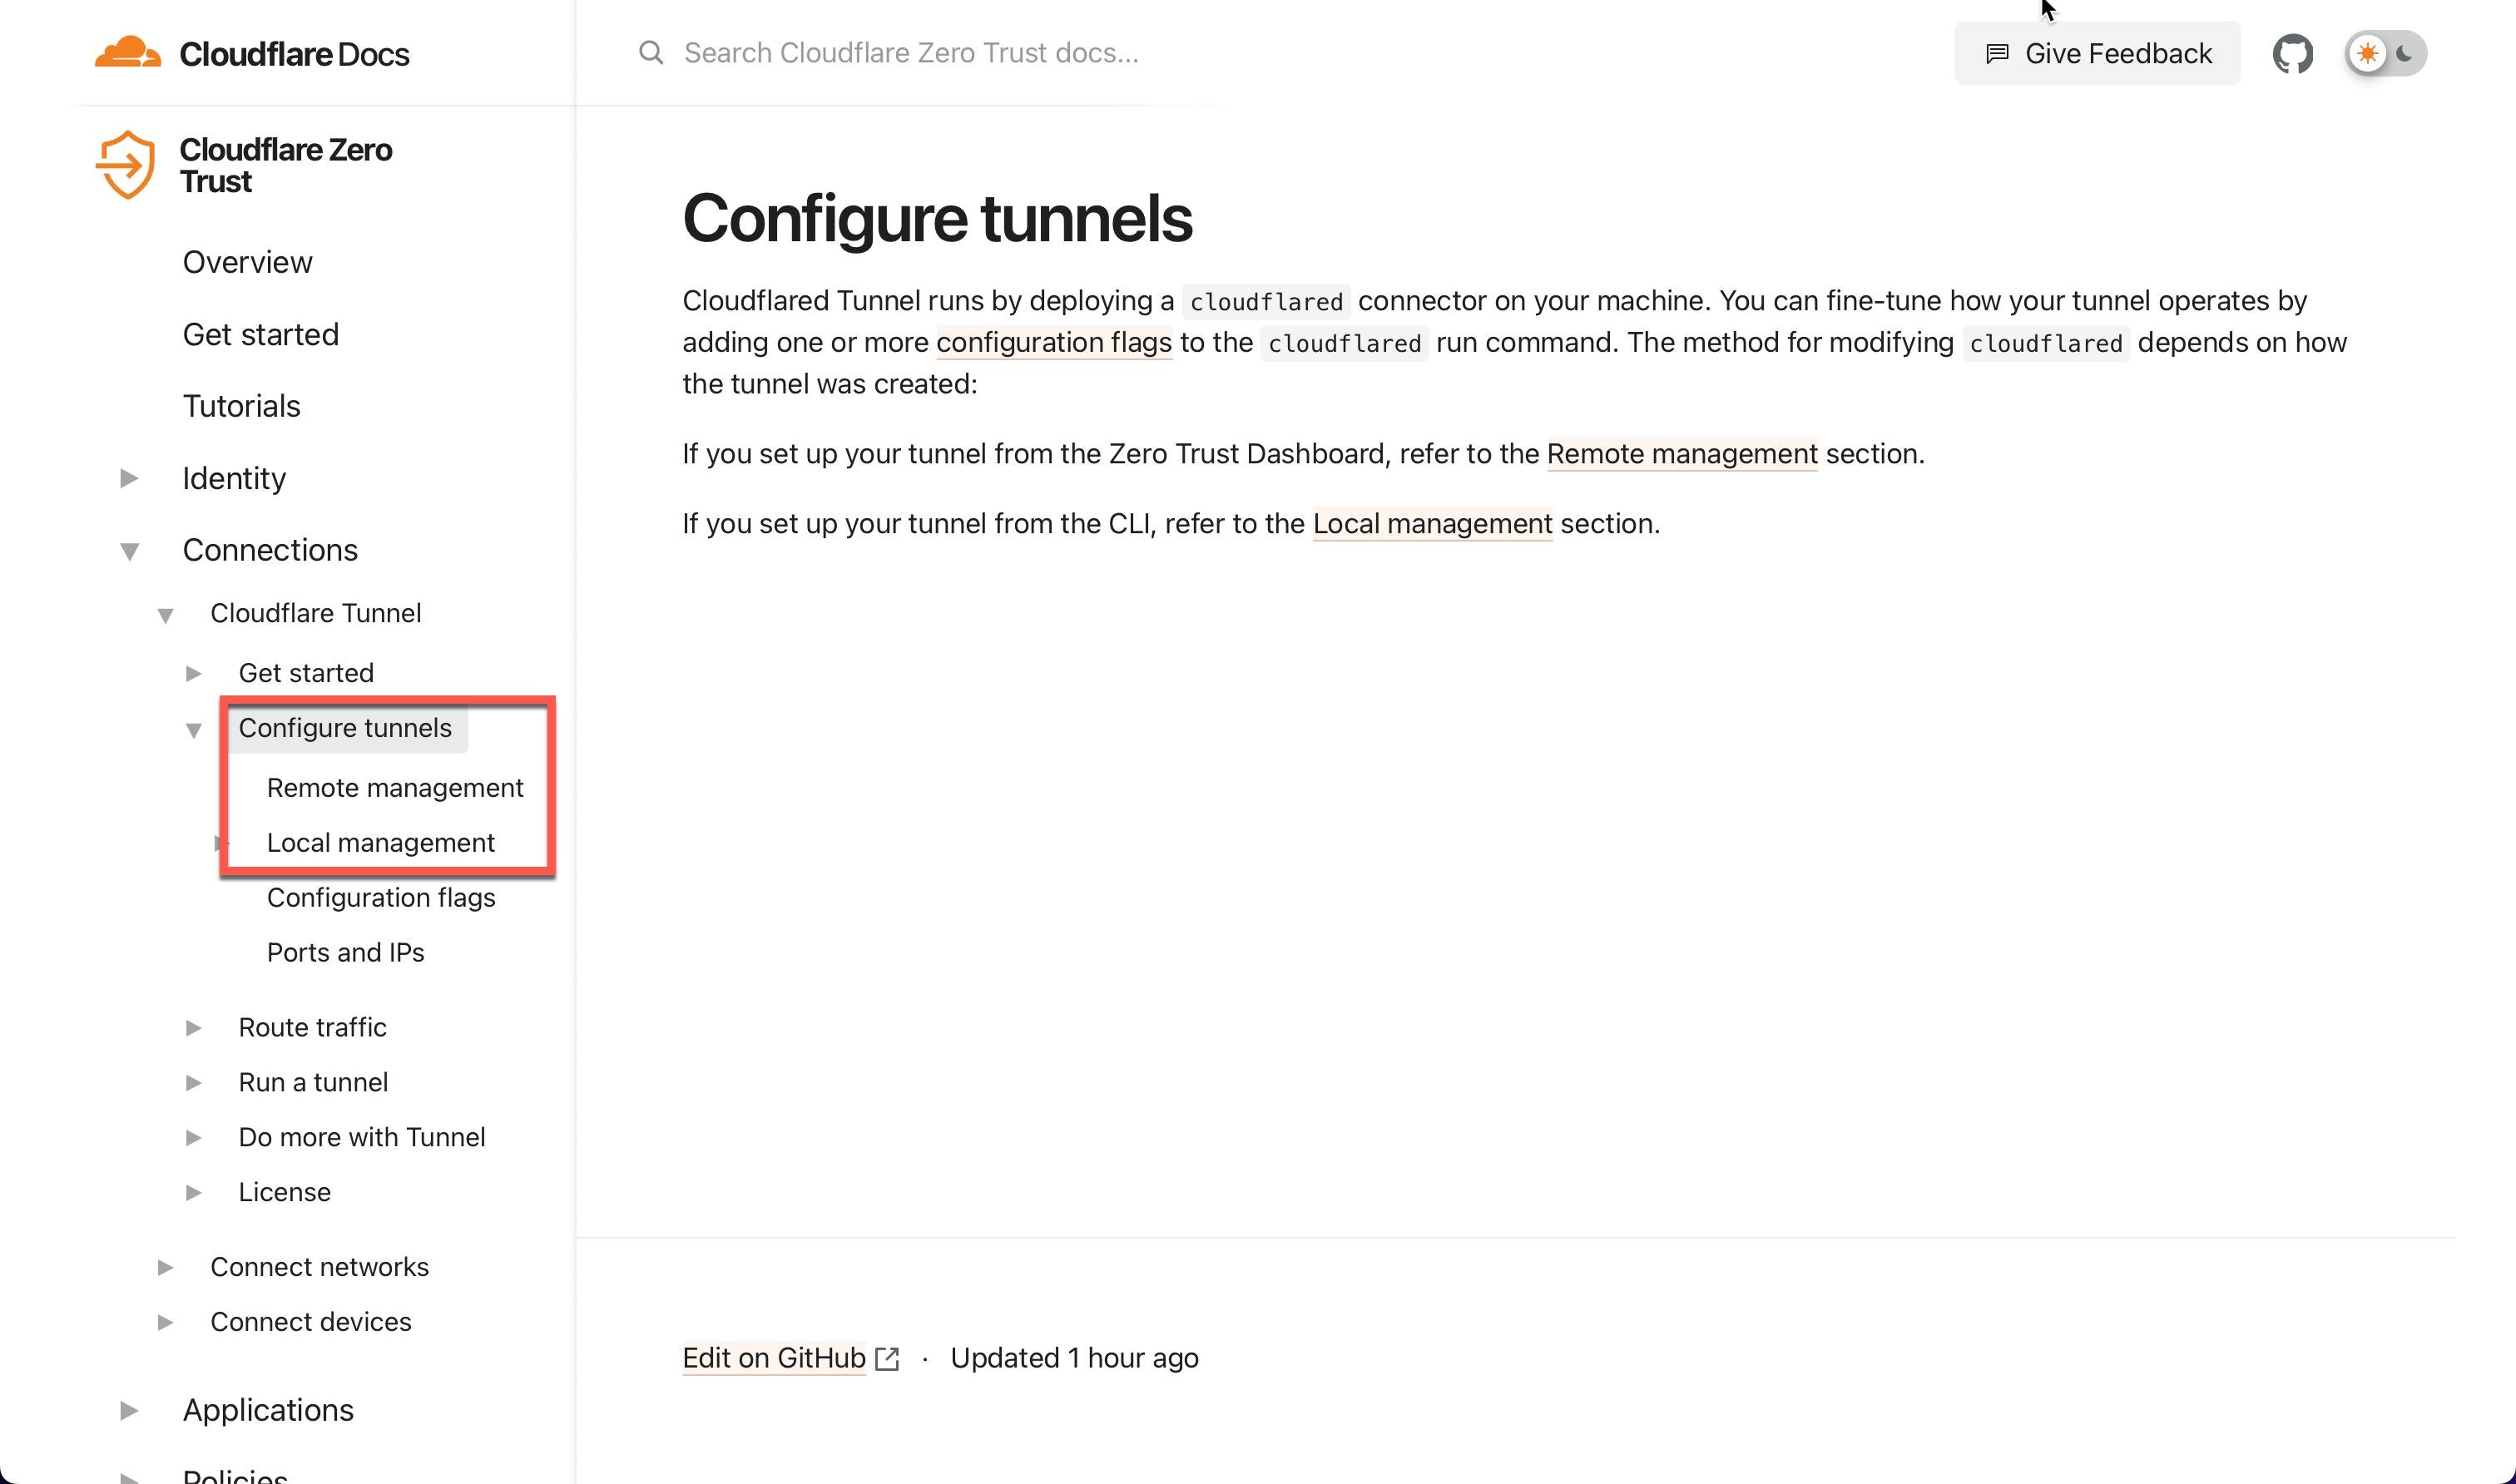 Cloudflare Docs
Search Cloudflare Zero Trust docs...
Give Feedback
Cloudflare Zero
Trust
Overview
Get started
Tutorials
Identity
Connections
Cloudflare Tunnel
Get started
Configure tunnels
Remote management
Local management
Configuration flags
Ports and IPs
Route traffic
Run a tunnel
Do more with Tunnel
License
Connect networks
Connect devices
Applications
Policies
Configure tunnels
Cloudflared Tunnel runs by deploying a cloudflared connector on your machine. You can fine-tune how your tunnel operates by
adding one or more configuration flags to the cloudflared run command. The method for modifying cloudflared depends on how
the tunnel was created:
If you set up your tunnel from the Zero Trust Dashboard, refer to the Remote management section.
If you set up your tunnel from the CLI, refer to the Local management section.
Edit on GitHub · Updated 1 hour ago